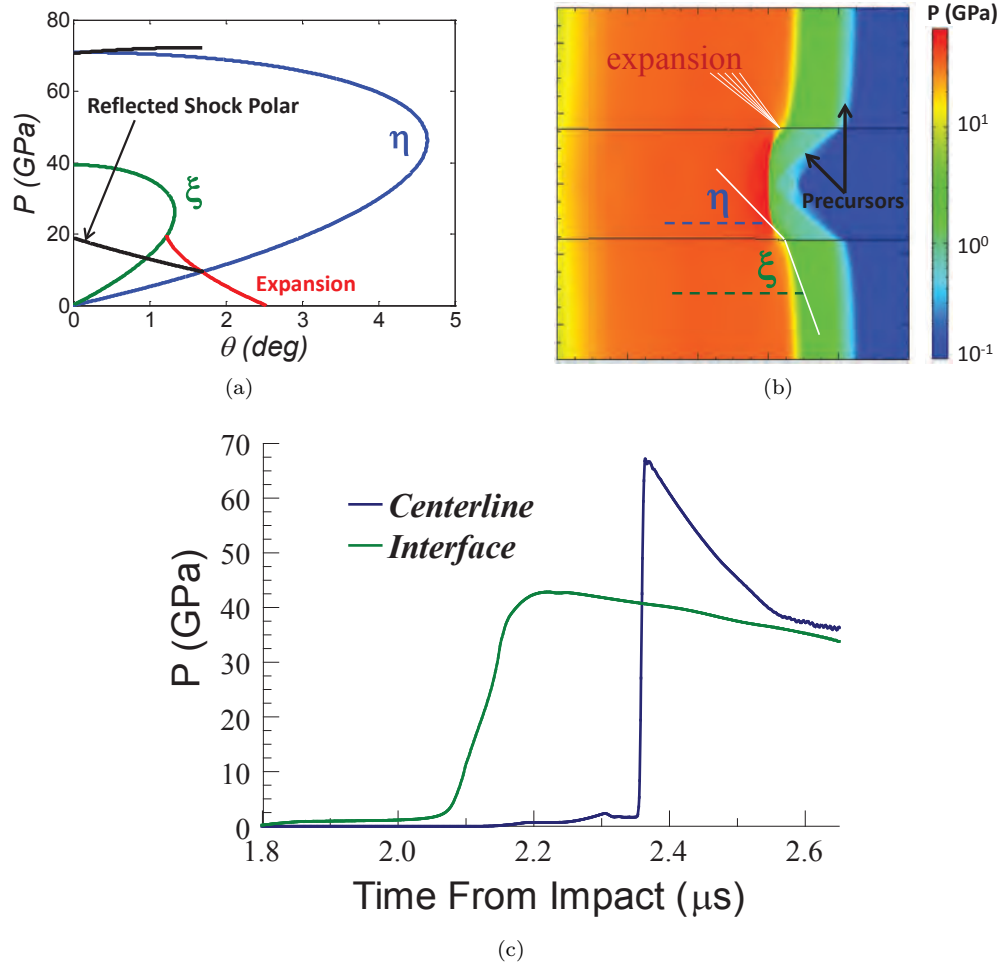 P (GPa)
80
60
40
20
0
0
1
2
3
4
5
θ (deg)
Reflected Shock Polar
η
ξ
Expansion
(a)
expansion
η
ξ
Precursors
P (GPa)
10¹
10⁰
10⁻¹
(b)
P (GPa)
70
60
50
40
30
20
10
0
1.8
2.0
2.2
2.4
2.6
Centerline
Interface
Time From Impact (μs)
(c)